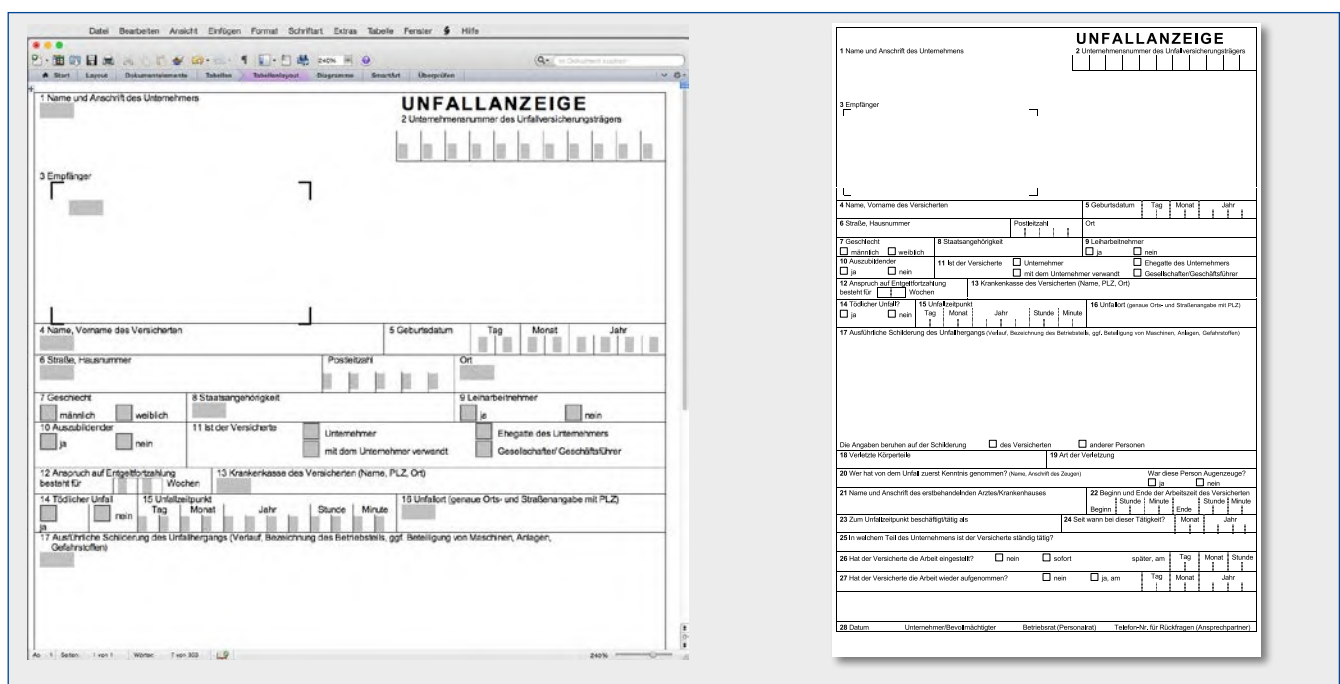 Datei Bearbeiten Ansicht Einfügen Format Schriftart Extras Tabelle Fenster Hilfe
240%
In Dokument suchen
Start Layout Dokumentelemente Tabellen Tabellenlayout Diagramme SmartArt Überprüfen
1 Name und Anschrift des Unternehmers
UNFALLANZEIGE
2 Unternehmensnummer des Unfallversicherungsträgers
3 Empfänger
4 Name, Vorname des Versicherten 5 Geburtsdatum Tag Monat Jahr
6 Straße, Hausnummer Postleitzahl Ort
7 Geschlecht 8 Staatsangehörigkeit 9 Leiharbeitnehmer
männlich weiblich ja nein
10 Auszubildender 11 Ist der Versicherte Unternehmer Ehegatte des Unternehmers
ja nein mit dem Unternehmer verwandt Gesellschafter/Geschäftsführer
12 Anspruch auf Entgeltfortzahlung 13 Krankenkasse des Versicherten (Name, PLZ, Ort)
besteht für Wochen
14 Tödlicher Unfall 15 Unfallzeitpunkt 16 Unfallort (genaue Orts- und Straßenangabe mit PLZ)
nein Tag Monat Jahr Stunde Minute
ja
17 Ausführliche Schilderung des Unfallhergangs (Verlauf, Bezeichnung des Betriebsteils, ggf. Beteiligung von Maschinen, Anlagen,
Gefahrstoffen)
Seiten: 1 von 1 Wörter: 7 von 303 240%
UNFALLANZEIGE
1 Name und Anschrift des Unternehmens 2 Unternehmensnummer des Unfallversicherungsträgers
3 Empfänger
4 Name, Vorname des Versicherten 5 Geburtsdatum Tag Monat Jahr
6 Straße, Hausnummer Postleitzahl Ort
7 Geschlecht 8 Staatsangehörigkeit 9 Leiharbeitnehmer
männlich weiblich ja nein
10 Auszubildender 11 Ist der Versicherte Unternehmer Ehegatte des Unternehmers
ja nein mit dem Unternehmer verwandt Gesellschafter/Geschäftsführer
12 Anspruch auf Entgeltfortzahlung 13 Krankenkasse des Versicherten (Name, PLZ, Ort)
besteht für Wochen
14 Tödlicher Unfall? 15 Unfallzeitpunkt 16 Unfallort (genaue Orts- und Straßenangabe mit PLZ)
ja nein Tag Monat Jahr Stunde Minute
17 Ausführliche Schilderung des Unfallhergangs (Verlauf, Bezeichnung des Betriebsteils, ggf. Beteiligung von Maschinen, Anlagen, Gefahrstoffen)
Die Angaben beruhen auf der Schilderung des Versicherten anderer Personen
18 Verletzte Körperteile 19 Art der Verletzung
20 Wer hat von dem Unfall zuerst Kenntnis genommen? (Name, Anschrift des Zeugen) War diese Person Augenzeuge?
ja nein
21 Name und Anschrift des erstbehandelnden Arztes/Krankenhauses 22 Beginn und Ende der Arbeitszeit des Versicherten
Stunde Minute Stunde Minute
Beginn Ende
23 Zum Unfallzeitpunkt beschäftigt/tätig als 24 Seit wann bei dieser Tätigkeit? Monat Jahr
25 In welchem Teil des Unternehmens ist der Versicherte ständig tätig?
26 Hat der Versicherte die Arbeit eingestellt? nein sofort später, am Tag Monat Stunde
27 Hat der Versicherte die Arbeit wieder aufgenommen? nein ja, am Tag Monat Jahr
28 Datum Unternehmer/Bevollmächtigter Betriebsrat (Personalrat) Telefon-Nr. für Rückfragen (Ansprechpartner)